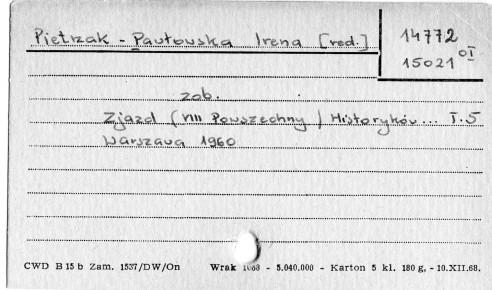 Pietrzak - Pawłowska Irena [red.]
14772
15021 OI
zob.
Zjazd (VIII Powszechny) Historyków... T.5
Warszawa 1960
CWD B 15 b Zam. 1537/DW/On Wrak - 5.040.000 - Karton 5 kl. 180 g, - 10.XII.68.